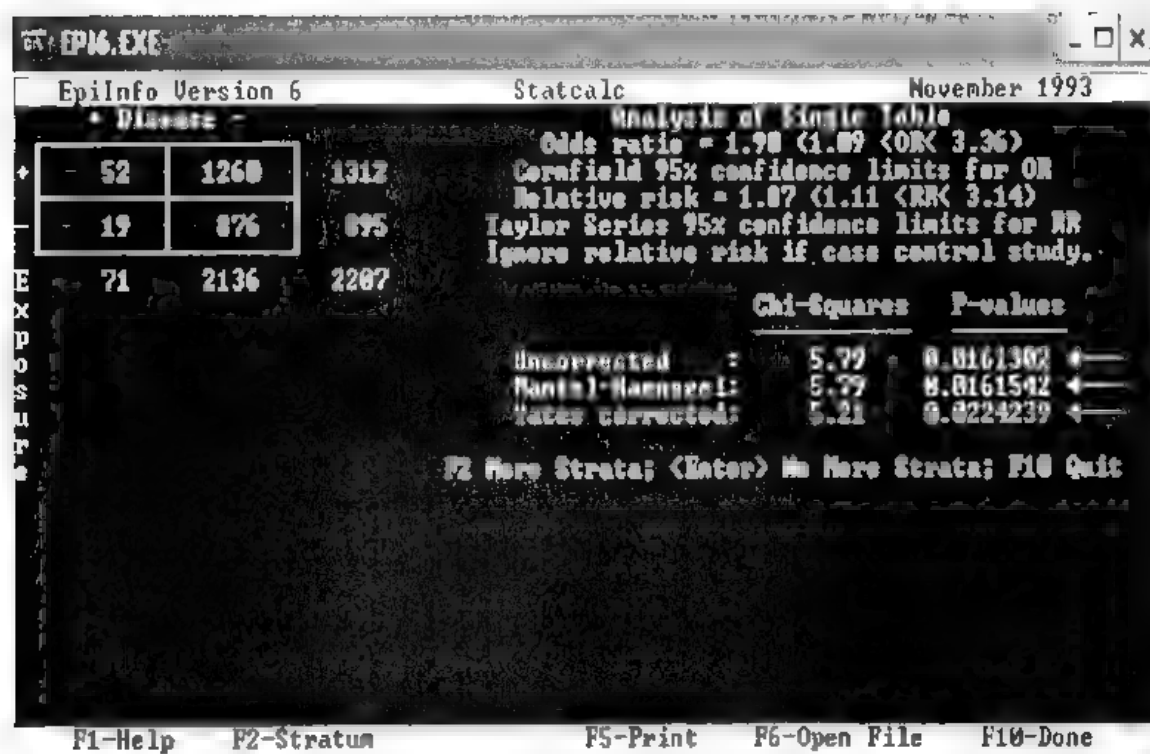 EPI6.EXE
EpiInfo Version 6 Statcalc November 1993
+ Disease - Analysis of Single Table
Odds ratio = 1.90 (1.09 <OR< 3.36)
+ 52 1260 1312 Cornfield 95% confidence limits for OR
Relative risk = 1.87 (1.11 <RR< 3.14)
- 19 876 895 Taylor Series 95% confidence limits for RR
Ignore relative risk if case control study.
71 2136 2207
Exposure
Chi-Squares P-values
Uncorrected : 5.79 0.0161302
Mantel-Haenszel: 5.79 0.0161542
Yates corrected: 5.21 0.0224239
F2 More Strata; <Enter> No More Strata; F10 Quit
F1-Help F2-Stratum F5-Print F6-Open File F10-Done